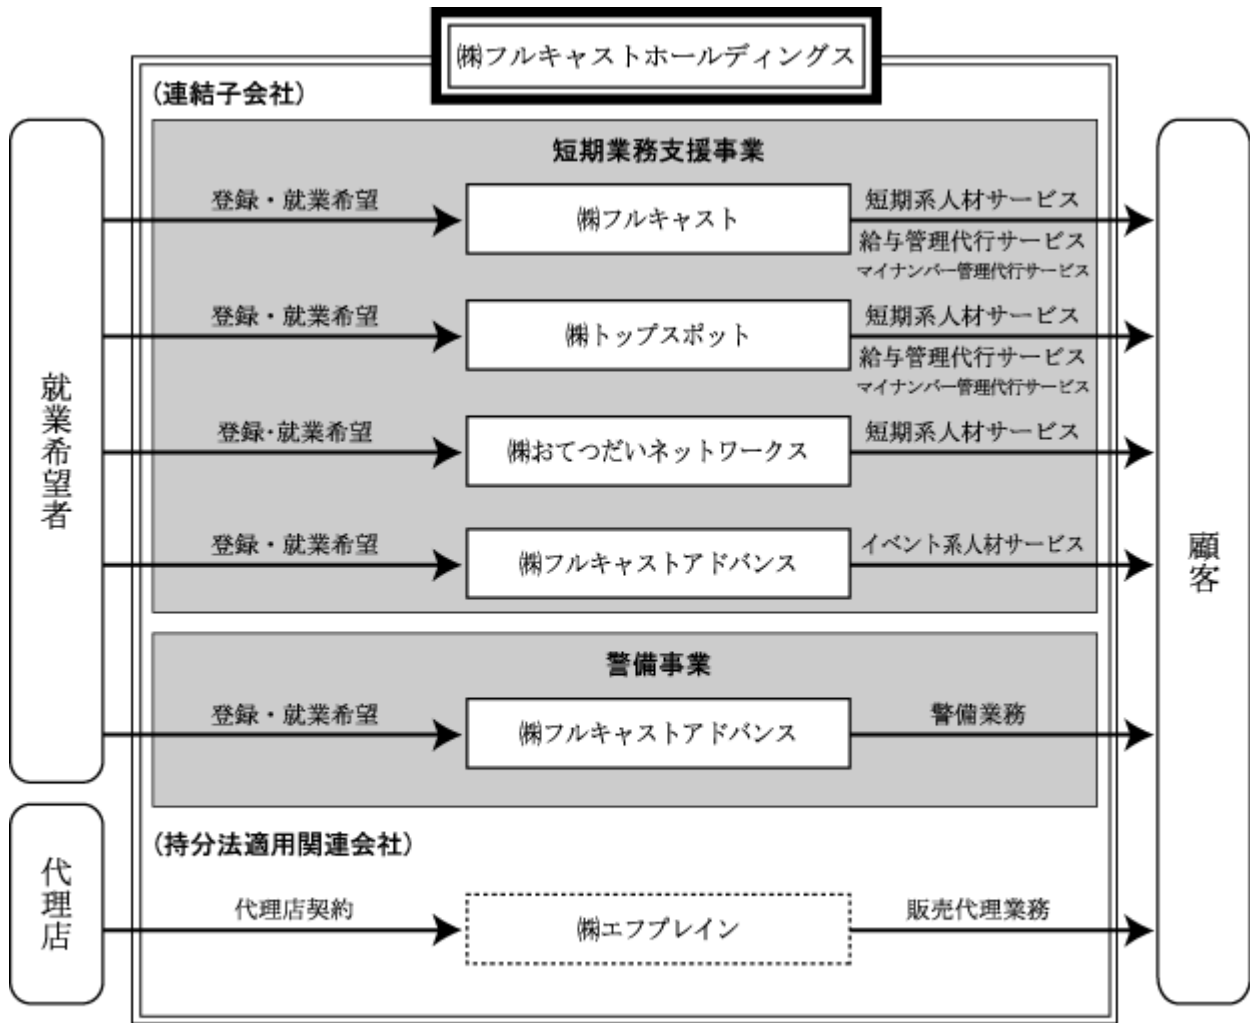 ㈱フルキャストホールディングス
(連結子会社)
短期業務支援事業
登録・就業希望
㈱フルキャスト
短期系人材サービス
給与管理代行サービス
マイナンバー管理代行サービス
登録・就業希望
㈱トップスポット
短期系人材サービス
給与管理代行サービス
マイナンバー管理代行サービス
登録・就業希望
㈱おてつだいネットワークス
短期系人材サービス
登録・就業希望
㈱フルキャストアドバンス
イベント系人材サービス
警備事業
登録・就業希望
㈱フルキャストアドバンス
警備業務
就業希望者
顧客
(持分法適用関連会社)
代理店
代理店契約
㈱エフプレイン
販売代理業務